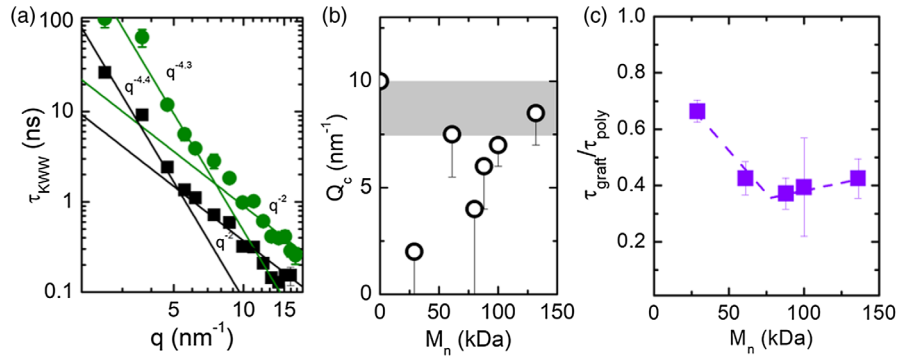 (a)
100
10
1
0.1
τKWW (ns)
q^-4.4
q^-4.3
q^-2
q^-2
5
10
15
q (nm^-1)
(b)
15
10
5
0
Qc (nm^-1)
0 50 100 150
Mn (kDa)
(c)
1.0
0.8
0.6
0.4
0.2
τgraft/τpoly
0 50 100 150
Mn (kDa)